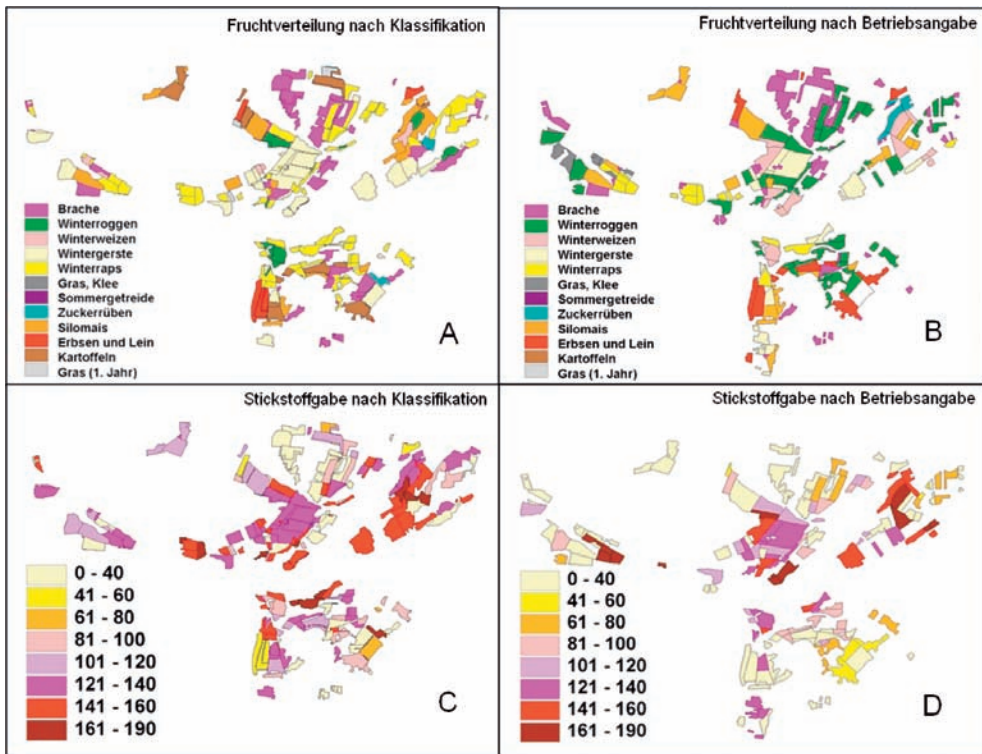 Fruchtverteilung nach Klassifikation
Brache
Winterroggen
Winterweizen
Wintergerste
Winterraps
Gras, Klee
Sommergetreide
Zuckerrüben
Silomais
Erbsen und Lein
Kartoffeln
Gras (1. Jahr)
A
Fruchtverteilung nach Betriebsangabe
Brache
Winterroggen
Winterweizen
Wintergerste
Winterraps
Gras, Klee
Sommergetreide
Zuckerrüben
Silomais
Erbsen und Lein
Kartoffeln
Gras (1. Jahr)
B
Stickstoffgabe nach Klassifikation
0 - 40
41 - 60
61 - 80
81 - 100
101 - 120
121 - 140
141 - 160
161 - 190
C
Stickstoffgabe nach Betriebsangabe
0 - 40
41 - 60
61 - 80
81 - 100
101 - 120
121 - 140
141 - 160
161 - 190
D